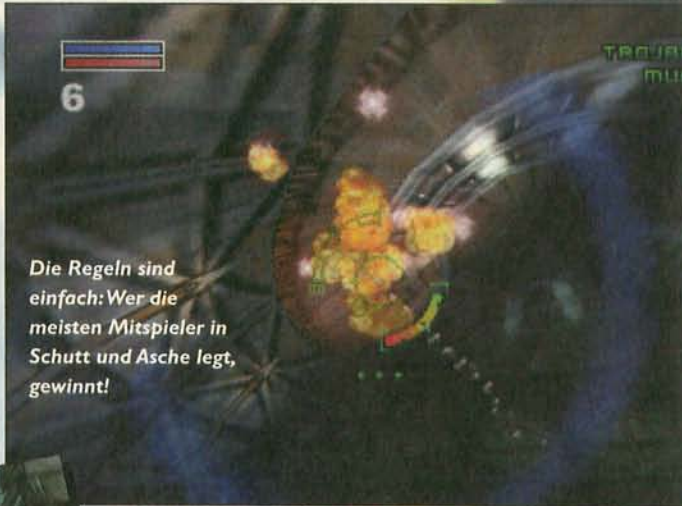 6
Die Regeln sind
einfach: Wer die
meisten Mitspieler in
Schutt und Asche legt,
gewinnt!